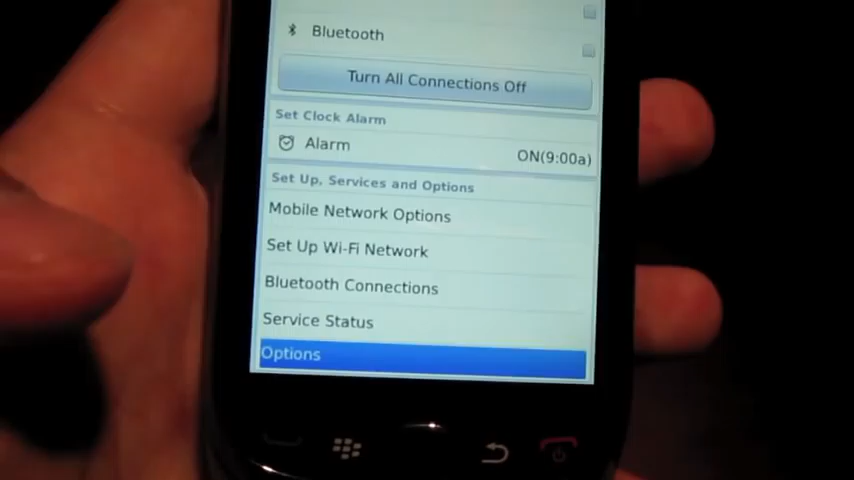 Bluetooth
Turn All Connections Off
Set Clock Alarm
Alarm ON(9:00a)
Set Up, Services and Options
Mobile Network Options
Set Up Wi-Fi Network
Bluetooth Connections
Service Status
Options